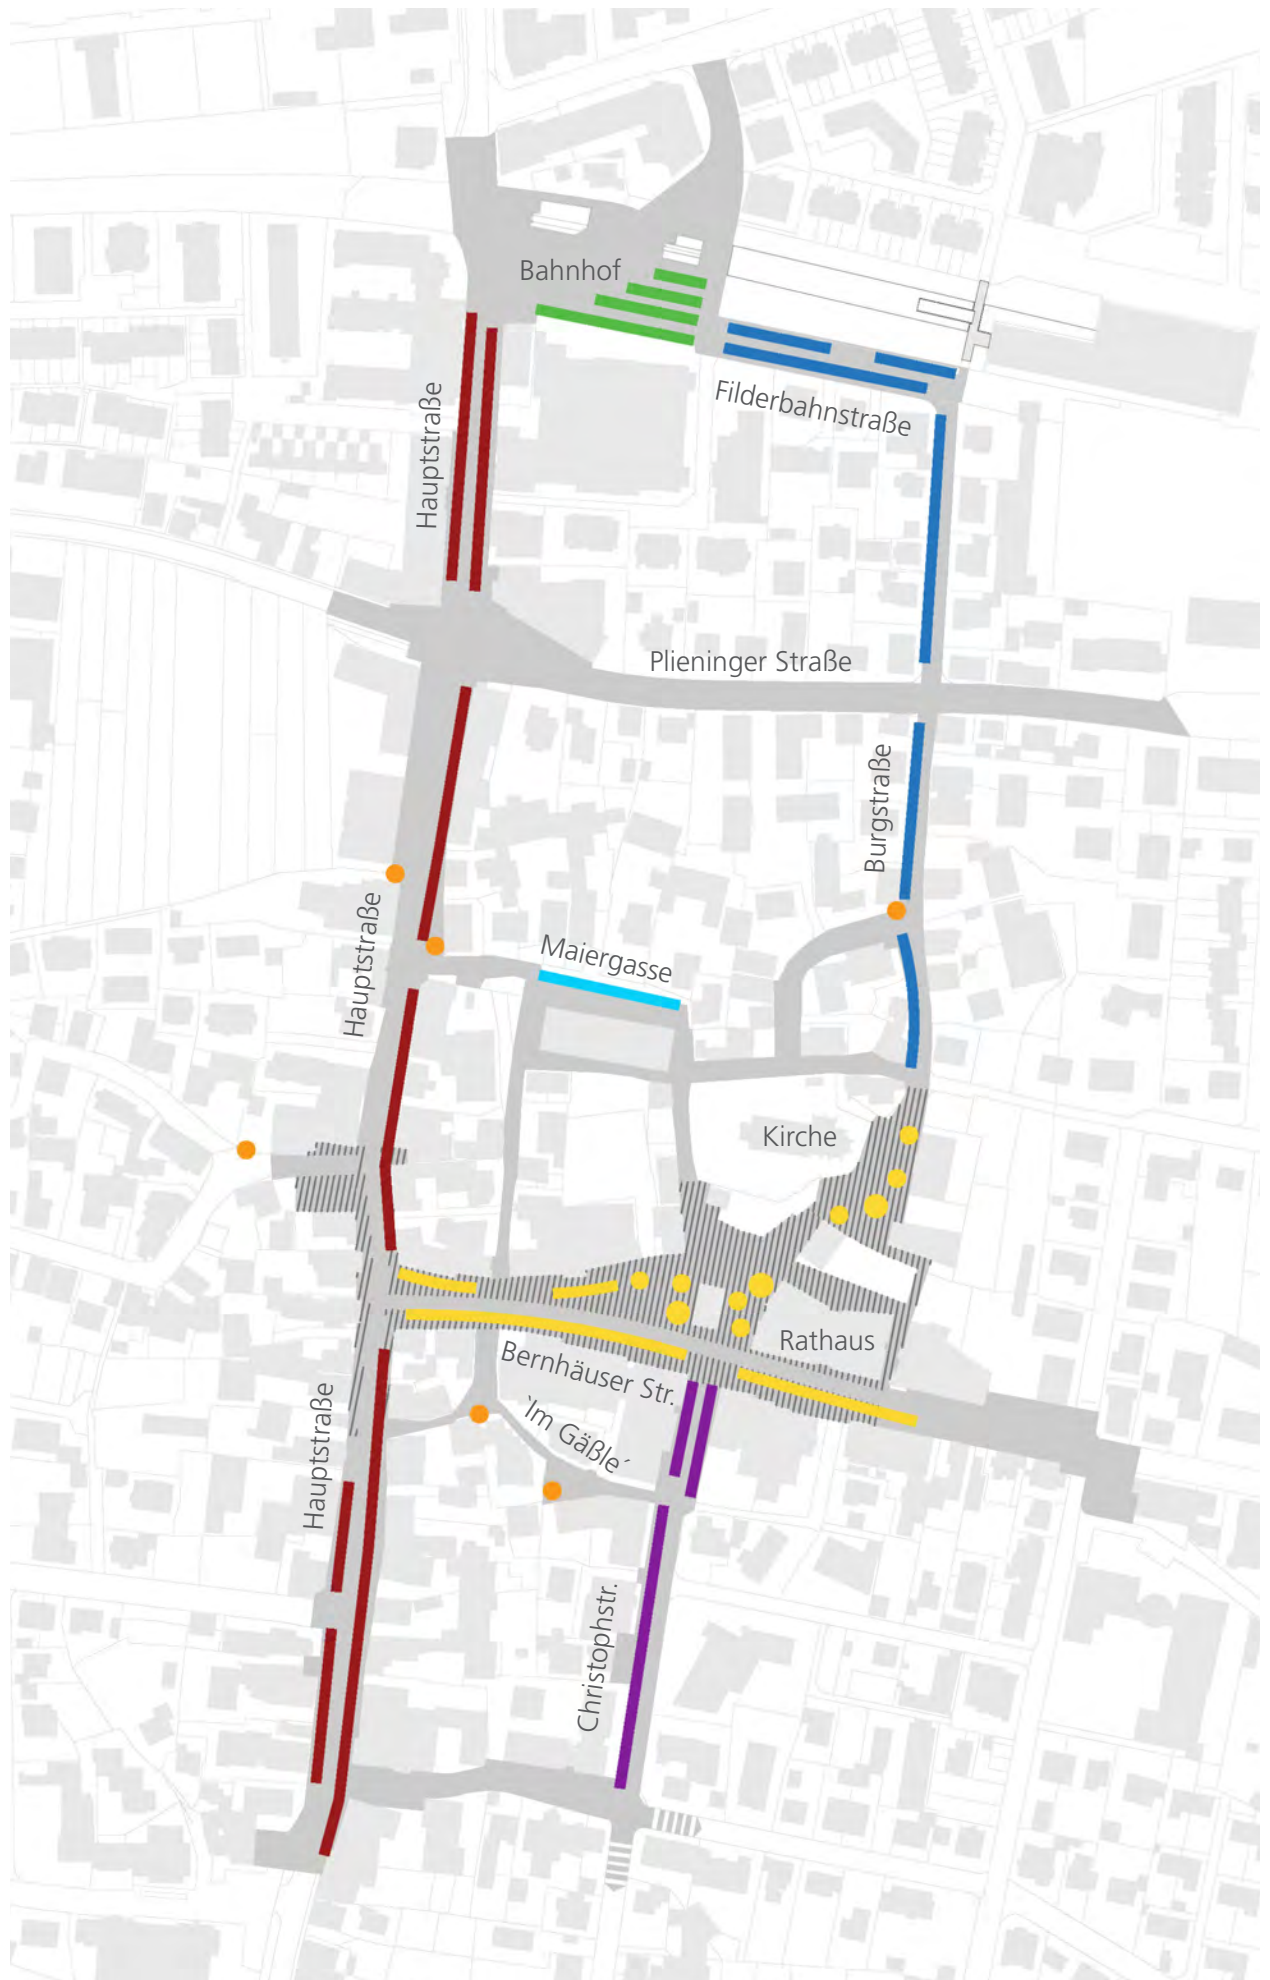 Bahnhof
Hauptstraße
Filderbahnstraße
Plieninger Straße
Burgstraße
Hauptstraße
Maiergasse
Kirche
Rathaus
Bernhäuser Str.
‘Im Gäßle´
Hauptstraße
Christophstr.